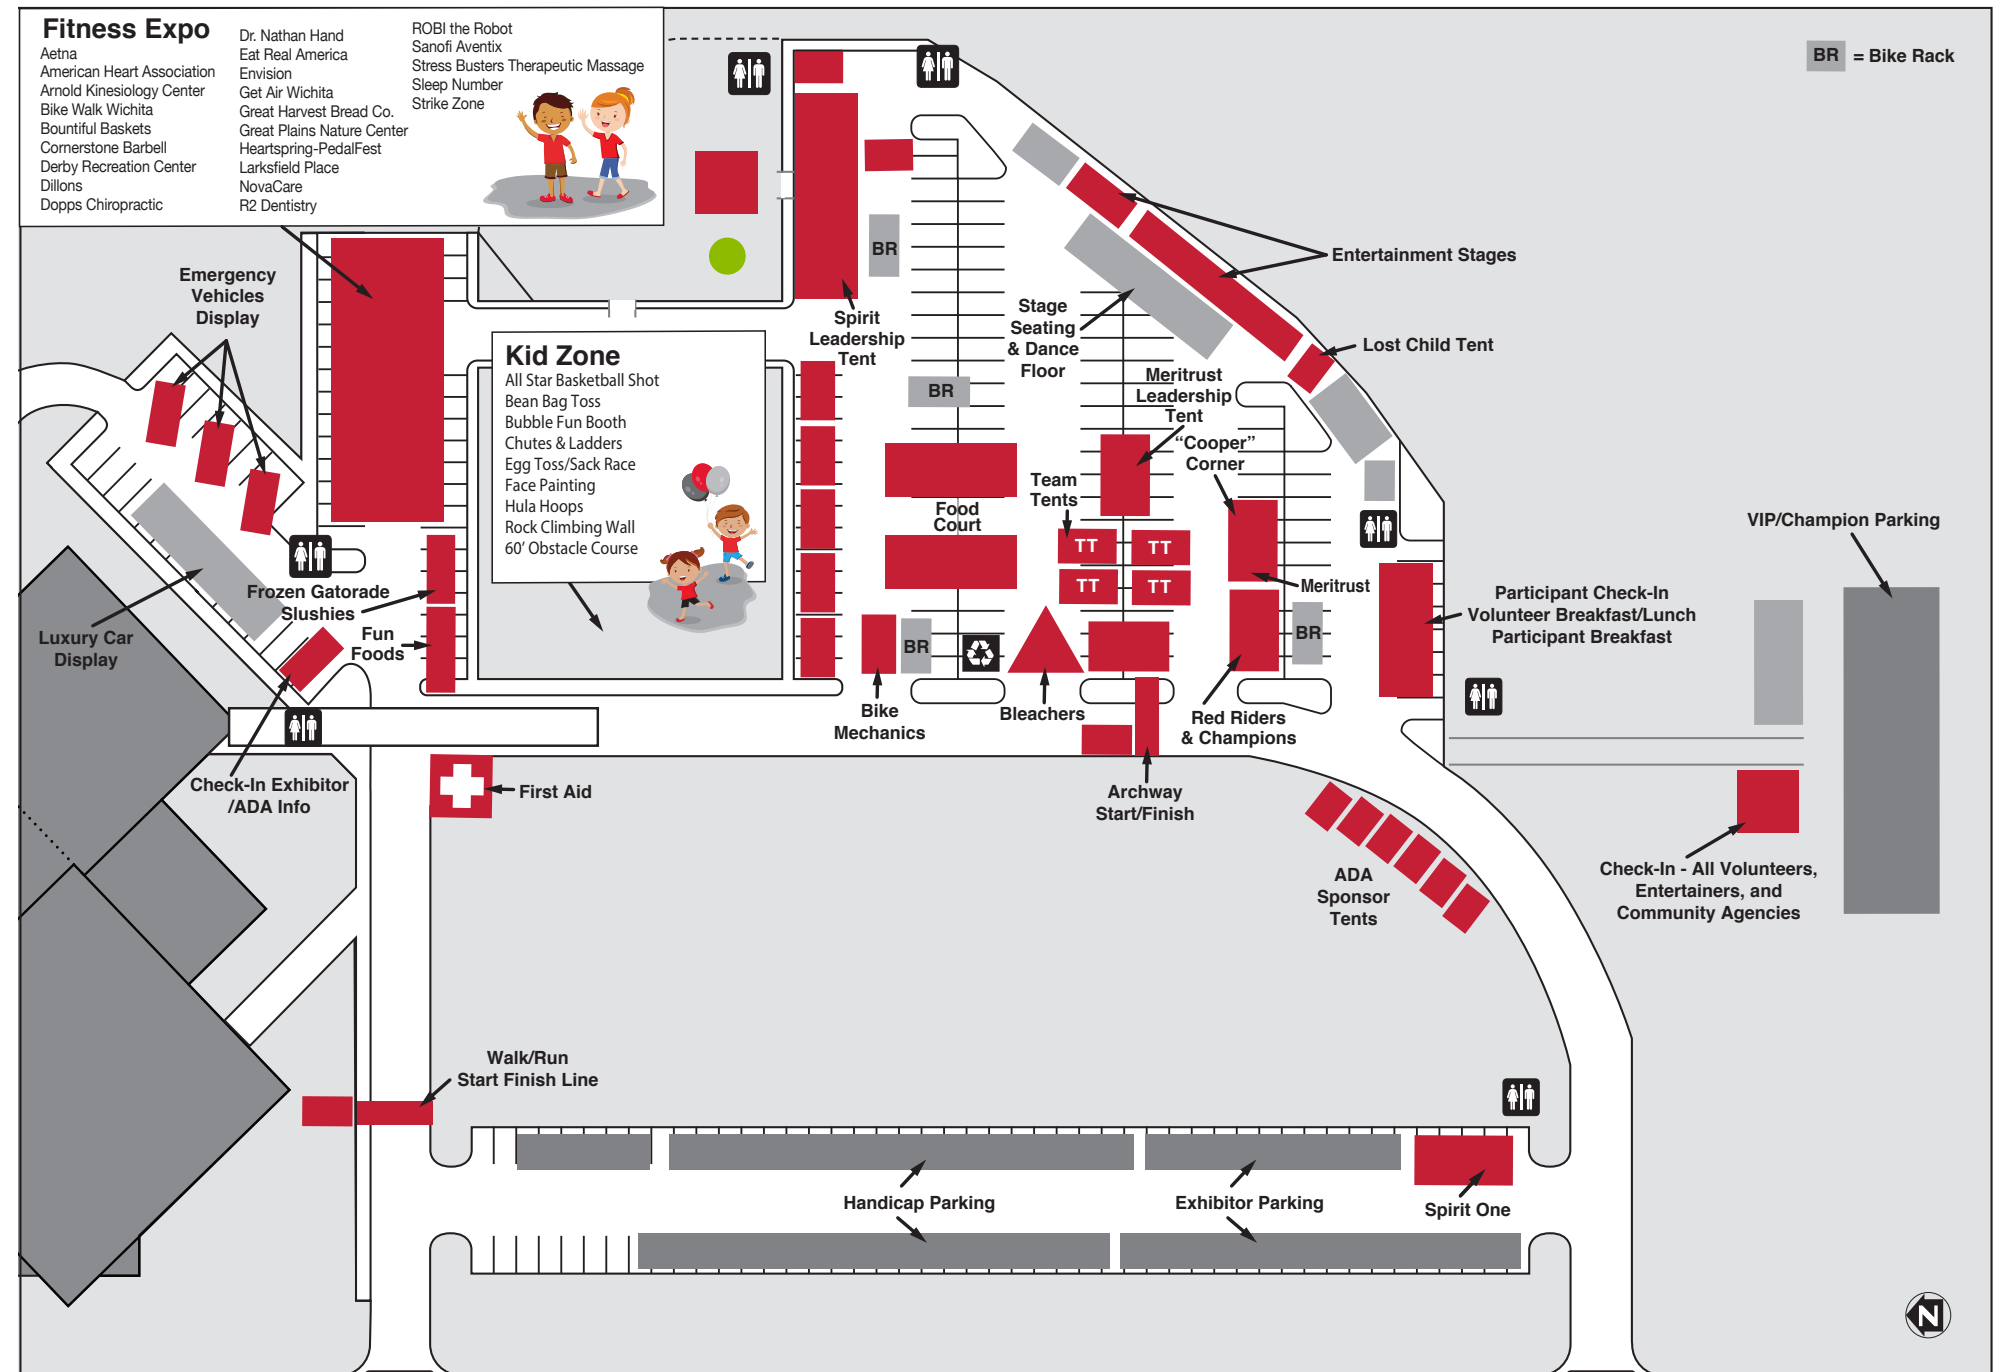 Fitness Expo
Aetna
American Heart Association
Arnold Kinesiology Center
Bike Walk Wichita
Bountiful Baskets
Cornerstone Barbell
Derby Recreation Center
Dillons
Dopps Chiropractic
Dr. Nathan Hand
Eat Real America
Envision
Get Air Wichita
Great Harvest Bread Co.
Great Plains Nature Center
Heartspring-PedalFest
Larksfield Place
NovaCare
R2 Dentistry
ROBI the Robot
Sanofi Aventix
Stress Busters Therapeutic Massage
Sleep Number
Strike Zone
BR = Bike Rack
Emergency
Vehicles
Display
BR
Spirit
Leadership
Tent
Entertainment Stages
Stage
Seating
& Dance
Floor
Lost Child Tent
Kid Zone
All Star Basketball Shot
Bean Bag Toss
Bubble Fun Booth
Chutes & Ladders
Egg Toss/Sack Race
Face Painting
Hula Hoops
Rock Climbing Wall
60' Obstacle Course
BR
Meritrust
Leadership
Tent
“Cooper”
Corner
Team
Tents
Food
Court
TT
TT
TT
TT
Meritrust
VIP/Champion Parking
Participant Check-In
Volunteer Breakfast/Lunch
Participant Breakfast
Frozen Gatorade
Slushies
Fun
Foods
Luxury Car
Display
BR
BR
Bike
Mechanics
Bleachers
Red Riders
& Champions
Check-In Exhibitor
/ADA Info
First Aid
Archway
Start/Finish
ADA
Sponsor
Tents
Check-In - All Volunteers,
Entertainers, and
Community Agencies
Walk/Run
Start Finish Line
Handicap Parking
Exhibitor Parking
Spirit One
N